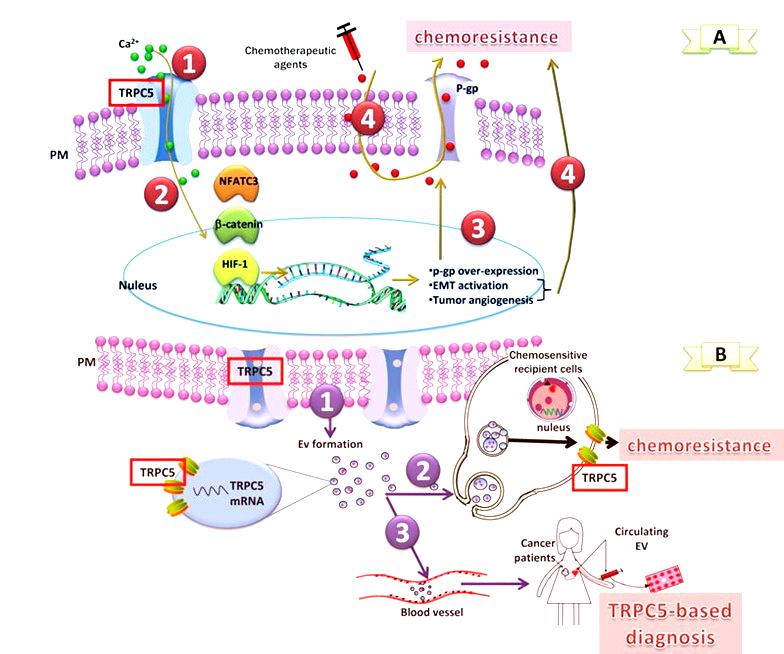 Ca²⁺
1
Chemotherapeutic
agents
chemoresistance
A
TRPC5
P-gp
4
PM
2
NFATC3
4
β-catenin
3
HIF-1
Nuleus
•p-gp over-expression
•EMT activation
•Tumor angiogenesis
B
PM
TRPC5
Chemosensitive
recipient cells
1
nuleus
Ev formation
chemoresistance
TRPC5
2
TRPC5
TRPC5
mRNA
3
Cancer
patients
Circulating
EV
Blood vessel
TRPC5-based
diagnosis